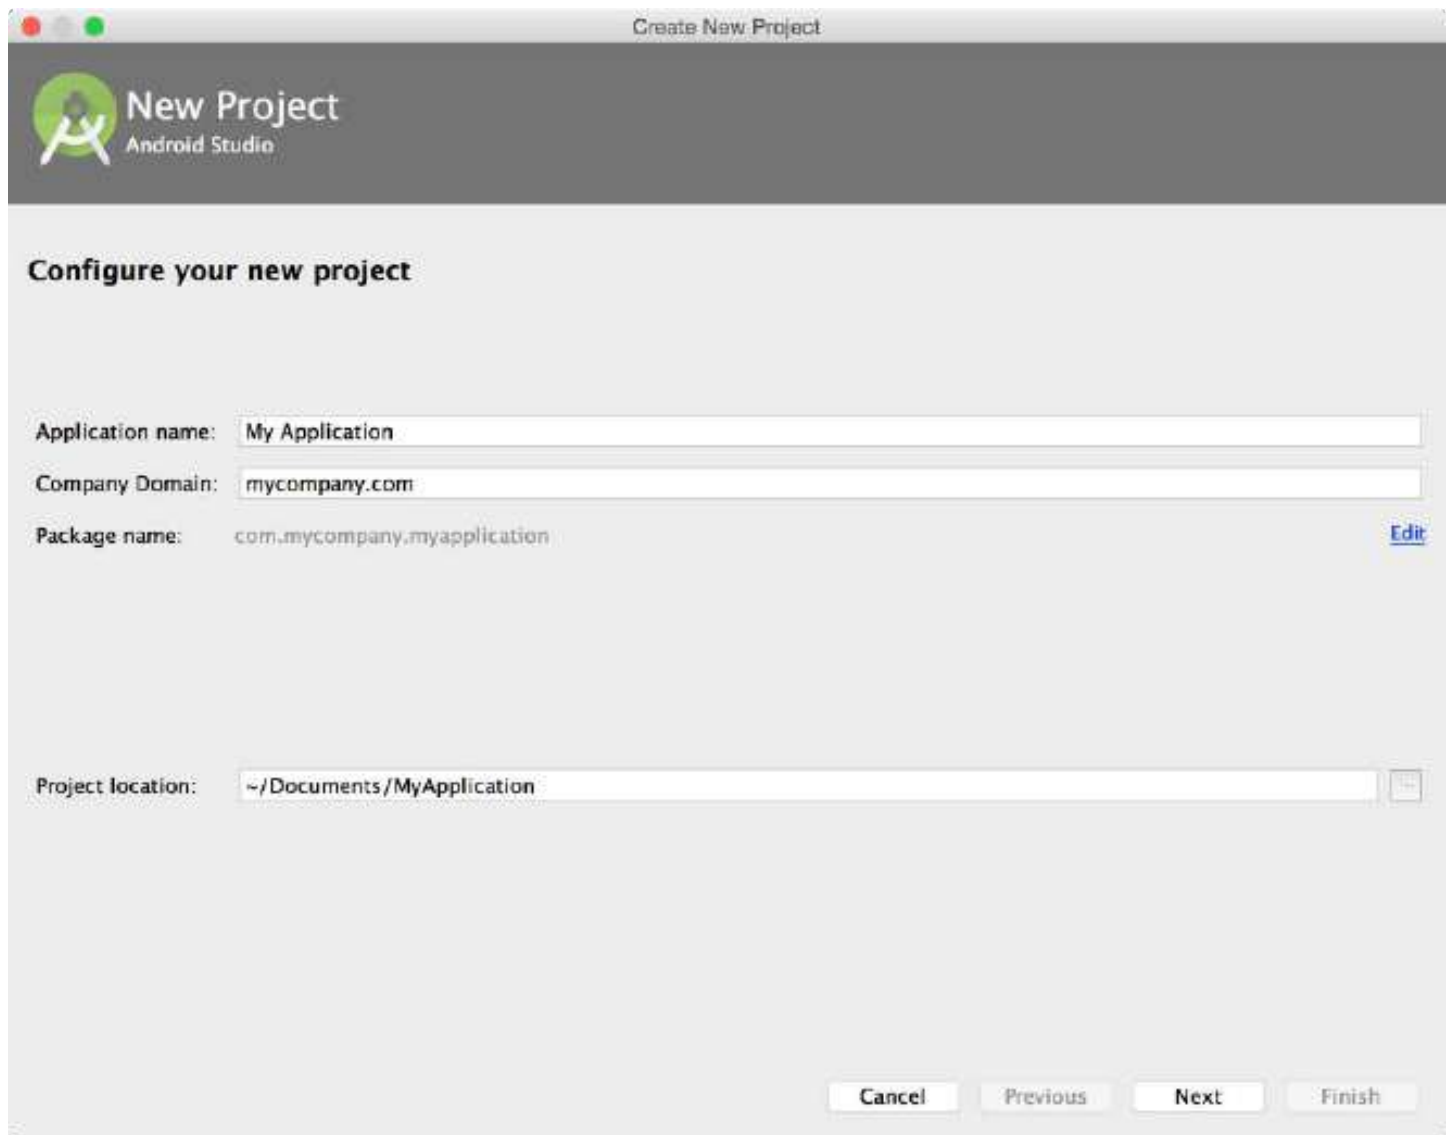 Create New Project
New Project
Android Studio
Configure your new project
Application name: My Application
Company Domain: mycompany.com
Package name: com.mycompany.myapplication Edit
Project location: ~/Documents/MyApplication ...
Cancel Previous Next Finish